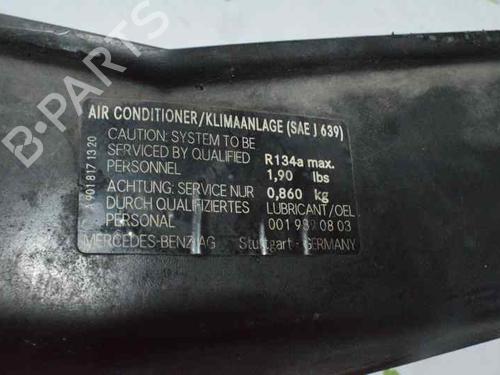 AIR CONDITIONER/KLIMAANLAGE (SAE J 639)
CAUTION: SYSTEM TO BE
SERVICED BY QUALIFIED
PERSONNEL
R134a max.
1,90 lbs
0,860 kg
ACHTUNG: SERVICE NUR
DURCH QUALIFIZIERTES
PERSONAL
LUBRICANT/OEL
001 989 08 03
MERCEDES-BENZ AG Stuttgart - GERMANY
A 901 817 13 20
B